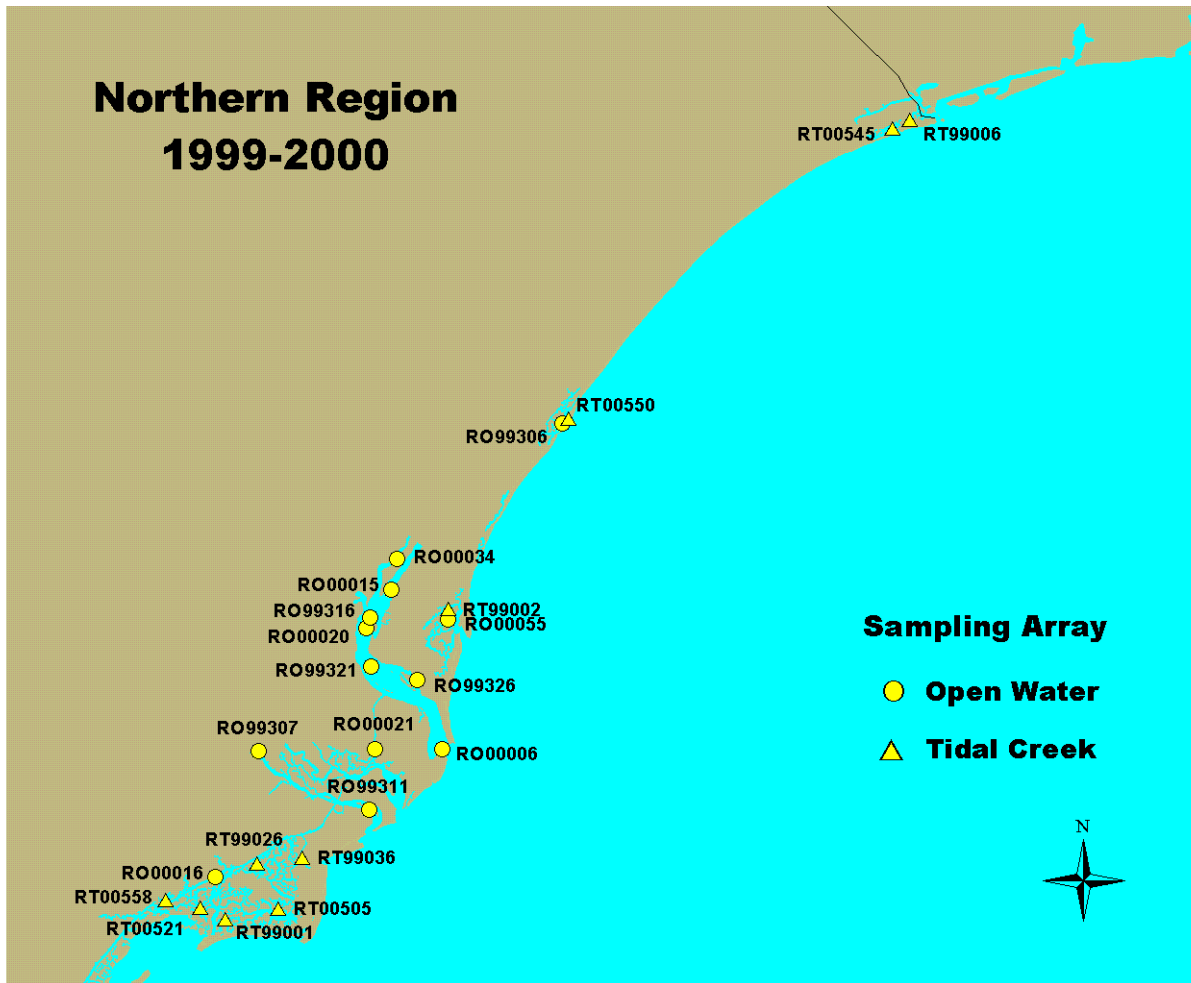 Northern Region
1999-2000
RT00545
RT99006
RT00550
RO99306
RO00034
RO00015
RO99316
RT99002
RO00020
RO00055
RO99321
RO99326
RO99307
RO00021
RO00006
RO99311
RT99026
RT99036
RO00016
RT00558
RT00505
RT00521
RT99001
Sampling Array
Open Water
Tidal Creek
N